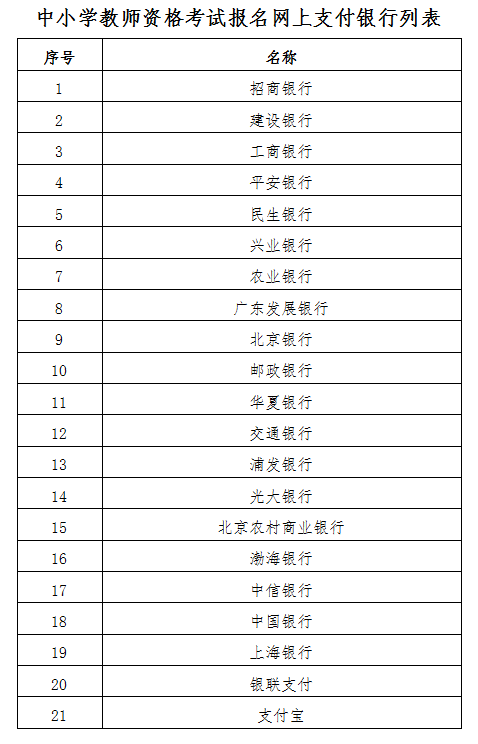 中小学教师资格考试报名网上支付银行列表
序号 名称
1 招商银行
2 建设银行
3 工商银行
4 平安银行
5 民生银行
6 兴业银行
7 农业银行
8 广东发展银行
9 北京银行
10 邮政银行
11 华夏银行
12 交通银行
13 浦发银行
14 光大银行
15 北京农村商业银行
16 渤海银行
17 中信银行
18 中国银行
19 上海银行
20 银联支付
21 支付宝